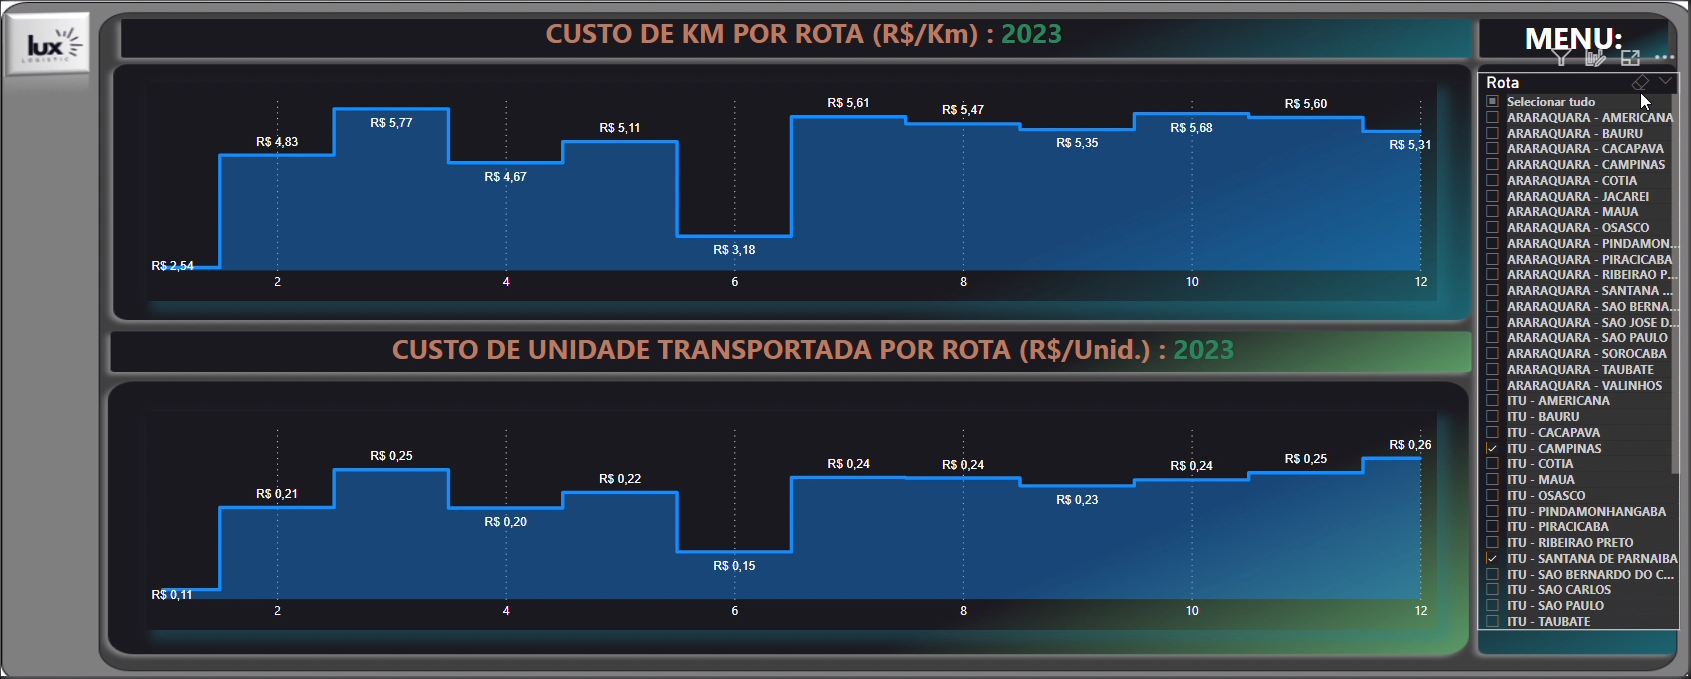 lux
LOGISTIC
CUSTO DE KM POR ROTA (R$/Km) : 2023
R$ 2,54
R$ 4,83
R$ 5,77
R$ 4,67
R$ 5,11
R$ 3,18
R$ 5,61
R$ 5,47
R$ 5,35
R$ 5,68
R$ 5,60
R$ 5,31
2 4 6 8 10 12
CUSTO DE UNIDADE TRANSPORTADA POR ROTA (R$/Unid.) : 2023
R$ 0,11
R$ 0,21
R$ 0,25
R$ 0,20
R$ 0,22
R$ 0,15
R$ 0,24
R$ 0,24
R$ 0,23
R$ 0,24
R$ 0,25
R$ 0,26
2 4 6 8 10 12
MENU:
Rota
Selecionar tudo
ARARAQUARA - AMERICANA
ARARAQUARA - BAURU
ARARAQUARA - CACAPAVA
ARARAQUARA - CAMPINAS
ARARAQUARA - COTIA
ARARAQUARA - JACAREI
ARARAQUARA - MAUA
ARARAQUARA - OSASCO
ARARAQUARA - PINDAMON...
ARARAQUARA - PIRACICABA
ARARAQUARA - RIBEIRAO P...
ARARAQUARA - SANTANA ...
ARARAQUARA - SAO BERNA...
ARARAQUARA - SAO JOSE D...
ARARAQUARA - SAO PAULO
ARARAQUARA - SOROCABA
ARARAQUARA - TAUBATE
ARARAQUARA - VALINHOS
ITU - AMERICANA
ITU - BAURU
ITU - CACAPAVA
ITU - CAMPINAS
ITU - COTIA
ITU - MAUA
ITU - OSASCO
ITU - PINDAMONHANGABA
ITU - PIRACICABA
ITU - RIBEIRAO PRETO
ITU - SANTANA DE PARNAIBA
ITU - SAO BERNARDO DO C...
ITU - SAO CARLOS
ITU - SAO PAULO
ITU - TAUBATE